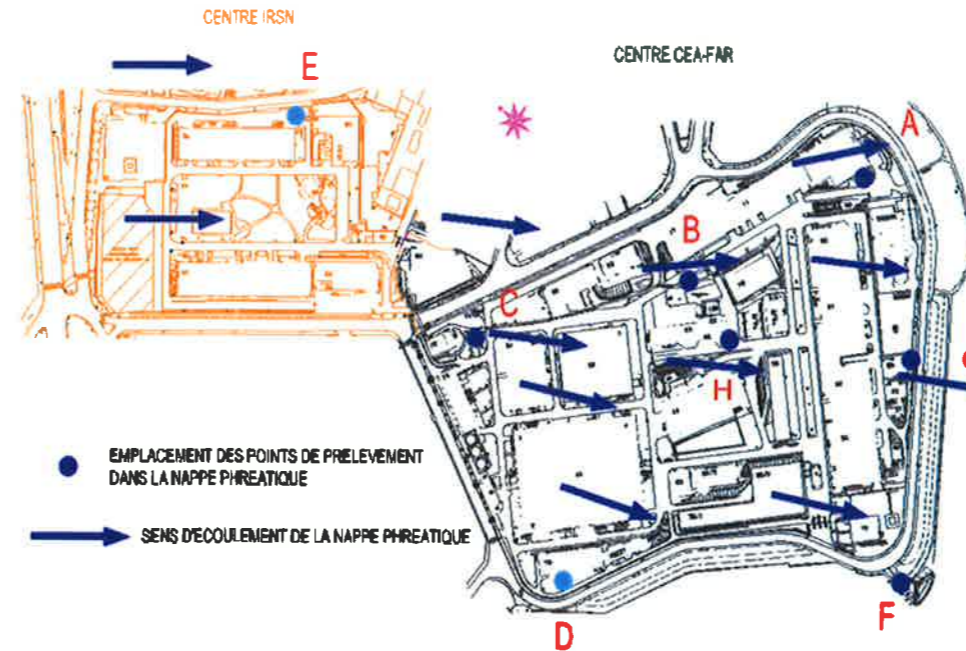 CENTRE IRSN
E
CENTRE CEA-FAR
A
B
C
H
EMPLACEMENT DES POINTS DE PRELEVEMENT
DANS LA NAPPE PHREATIQUE
SENS D'ECOULEMENT DE LA NAPPE PHREATIQUE
D
F